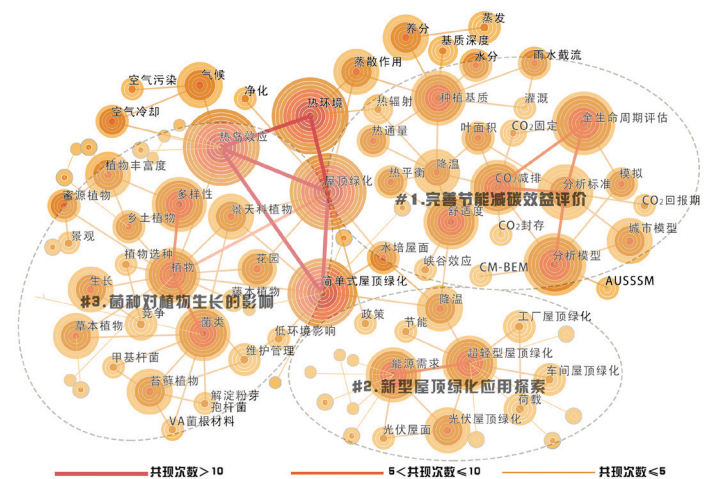 蒸发
养分
基质深度
蒸散作用
水分
雨水截流
气候
空气污染
净化
热环境
热辐射
种植基质
灌溉
空气冷却
热岛效应
热通量
叶面积
CO₂固定
全生命周期评估
植物丰富度
热平衡
降温
CO₂减排
分析标准
模拟
屋顶绿化
蜜源植物
多样性
景天科植物
#1.完善节能减碳效益评价
CO₂回报期
乡土植物
舒适度
CO₂封存
城市模型
景观
植物选种
水培屋面
分析模型
植物
花园
峡谷效应
CM-BEM
生长
简单式屋顶绿化
AUSSSM
藤本植物
#3.菌种对植物生长的影响
降温
草本植物
竞争
菌类
低环境影响
政策
节能
工厂屋顶绿化
甲基杆菌
维护管理
能源需求
超轻型屋顶绿化
车间屋顶绿化
苔藓植物
#2.新型屋顶绿化应用探索
解淀粉芽
孢杆菌
荷载
VA菌根材料
光伏屋面
光伏屋顶绿化
共现次数>10
5<共现次数≤10
共现次数≤5